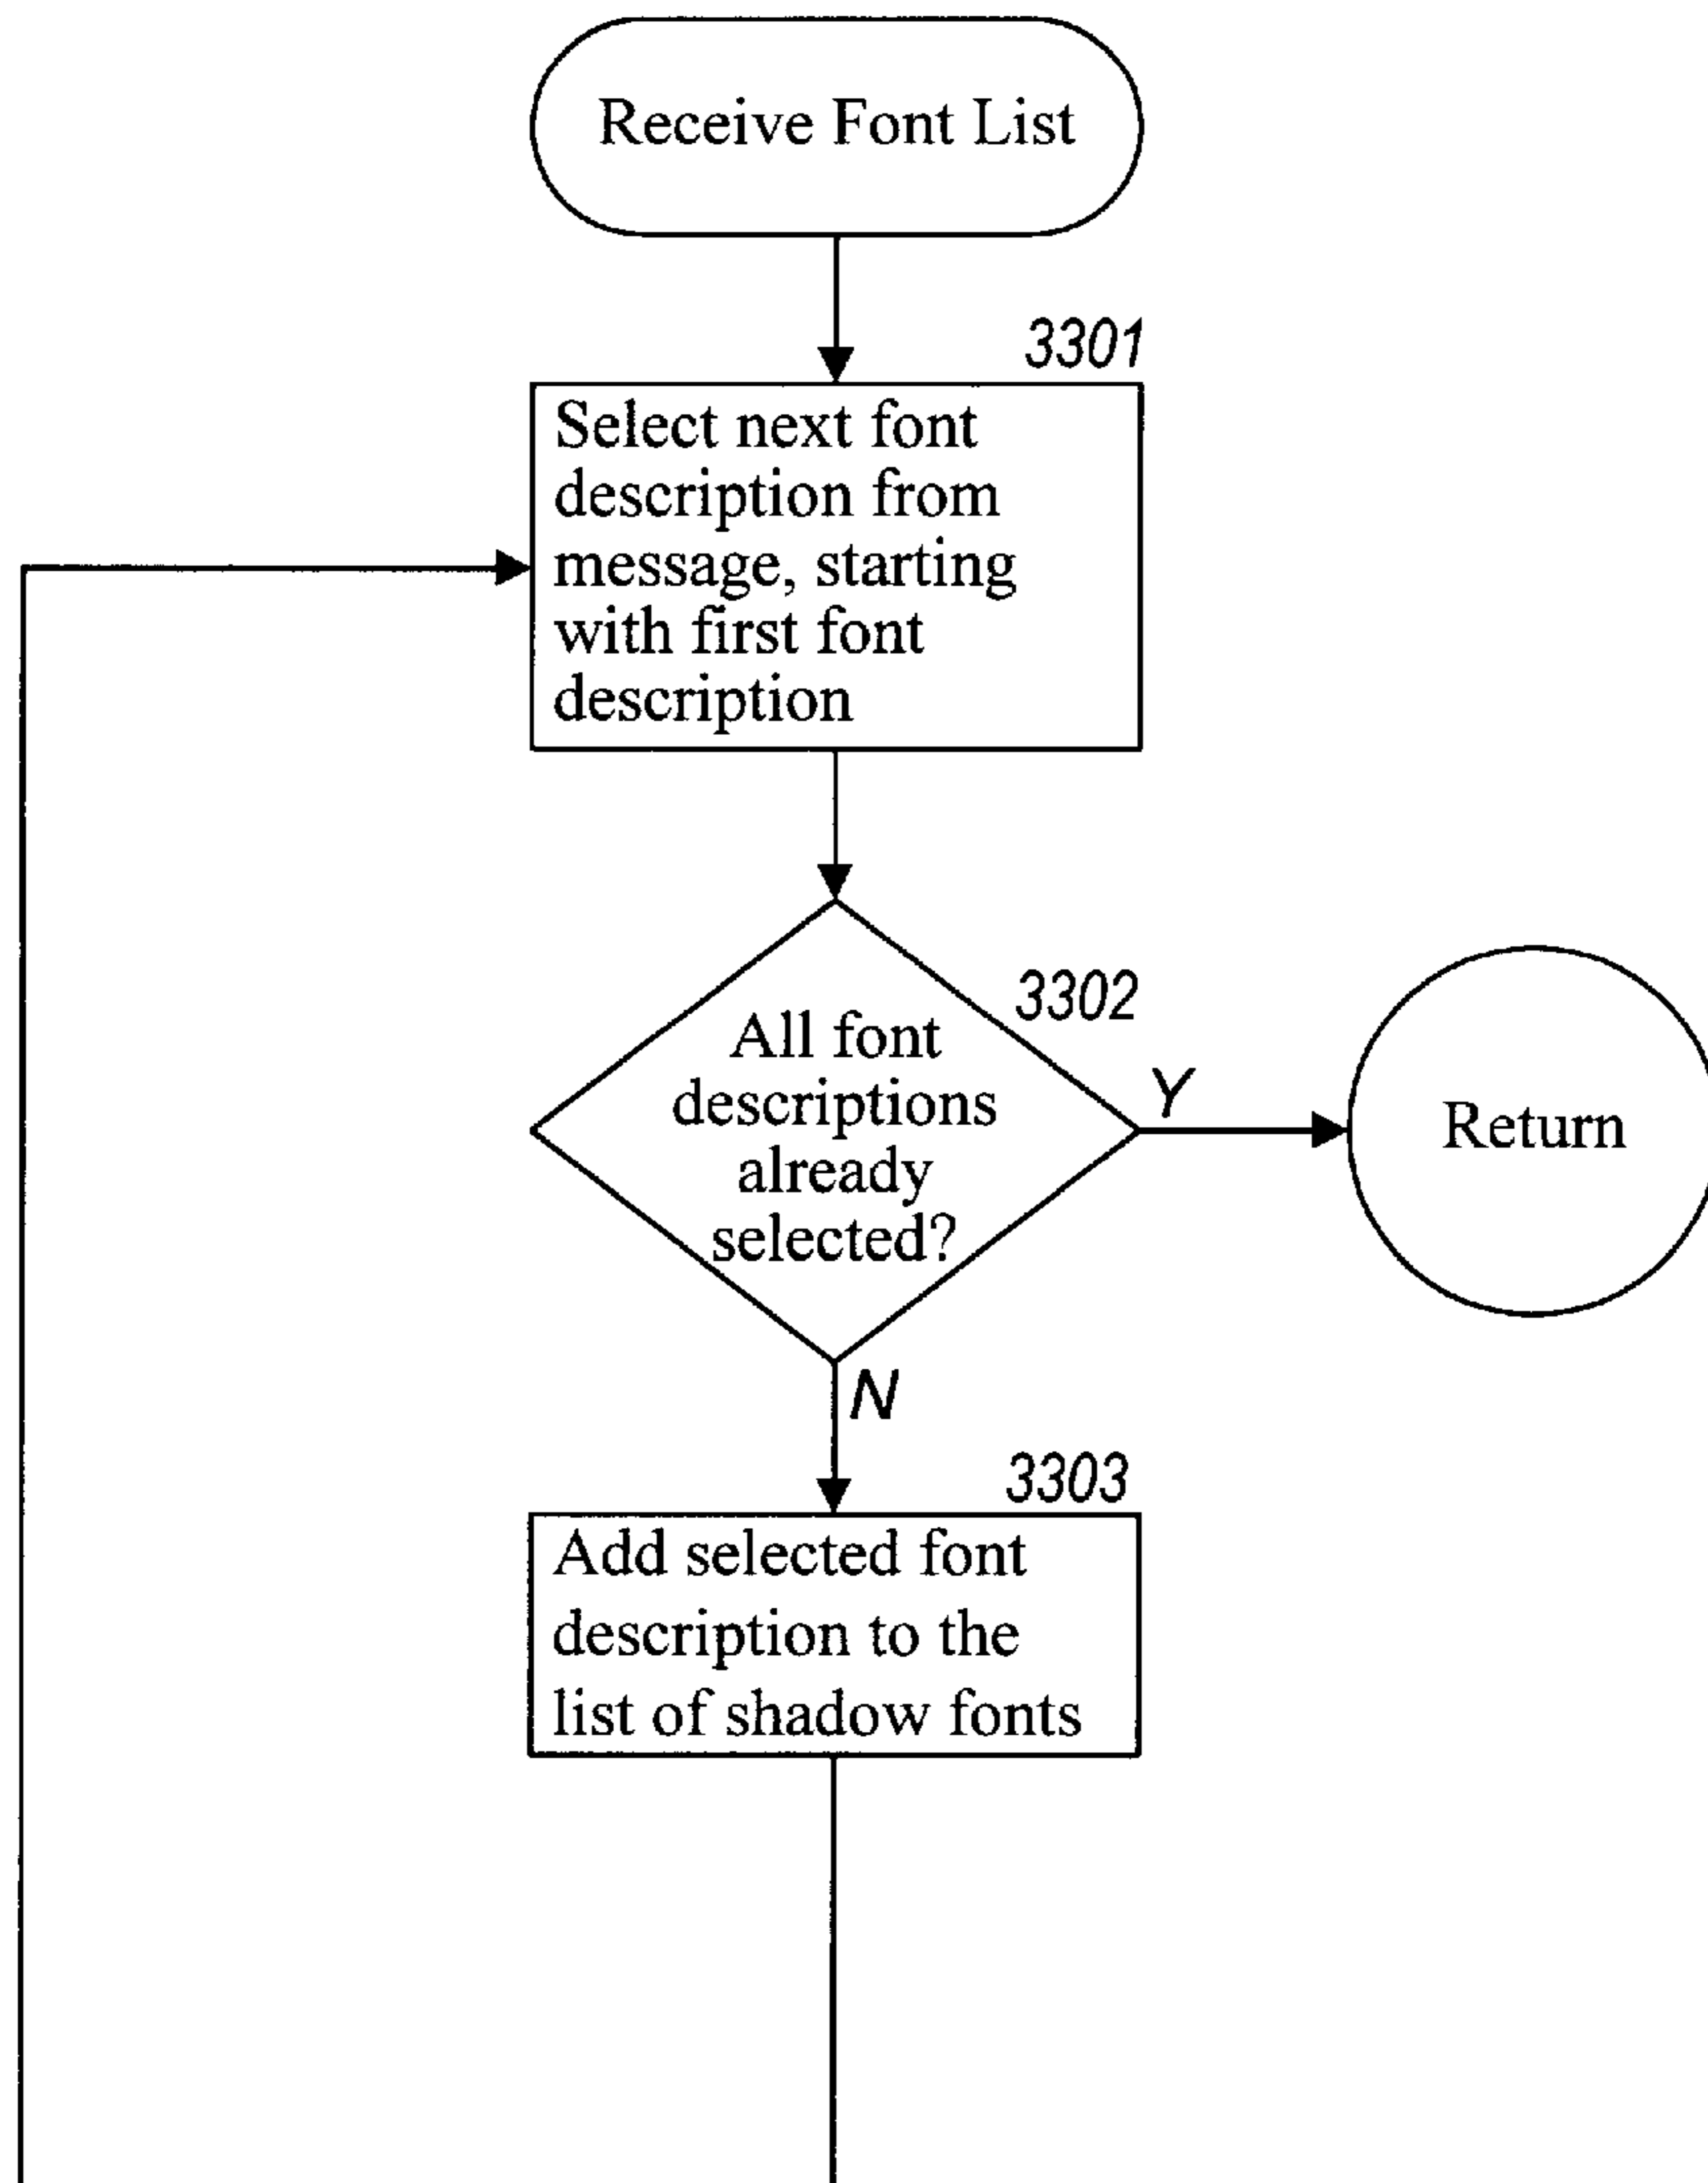 Receive Font List
3301
Select next font
description from
message, starting
with first font
description
3302
All font
descriptions
already
selected?
Y
Return
N
3303
Add selected font
description to the
list of shadow fonts